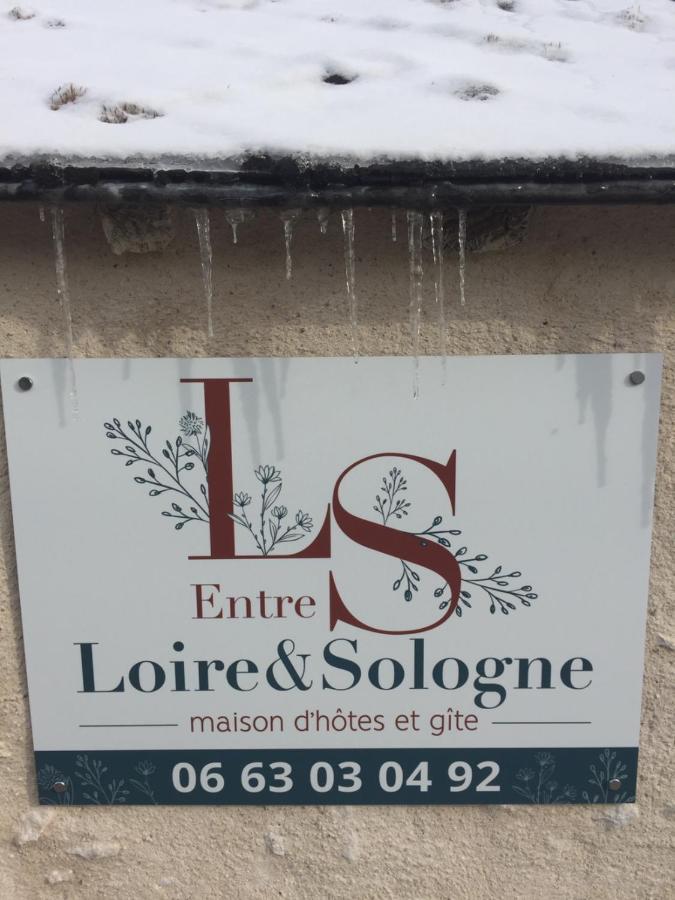 LS
Entre
Loire&Sologne
maison d'hôtes et gîte
06 63 03 04 92